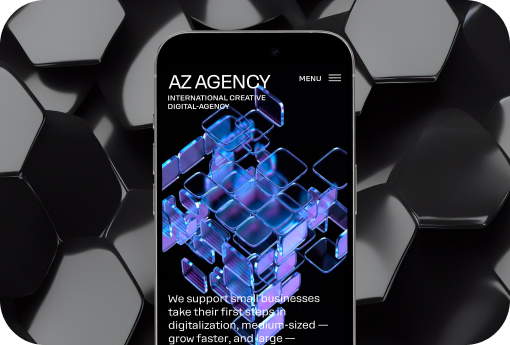 AZ AGENCY
MENU
INTERNATIONAL CREATIVE
DIGITAL-AGENCY
We support small businesses
take their first steps in
digitalization, medium-sized —
grow faster, and large —